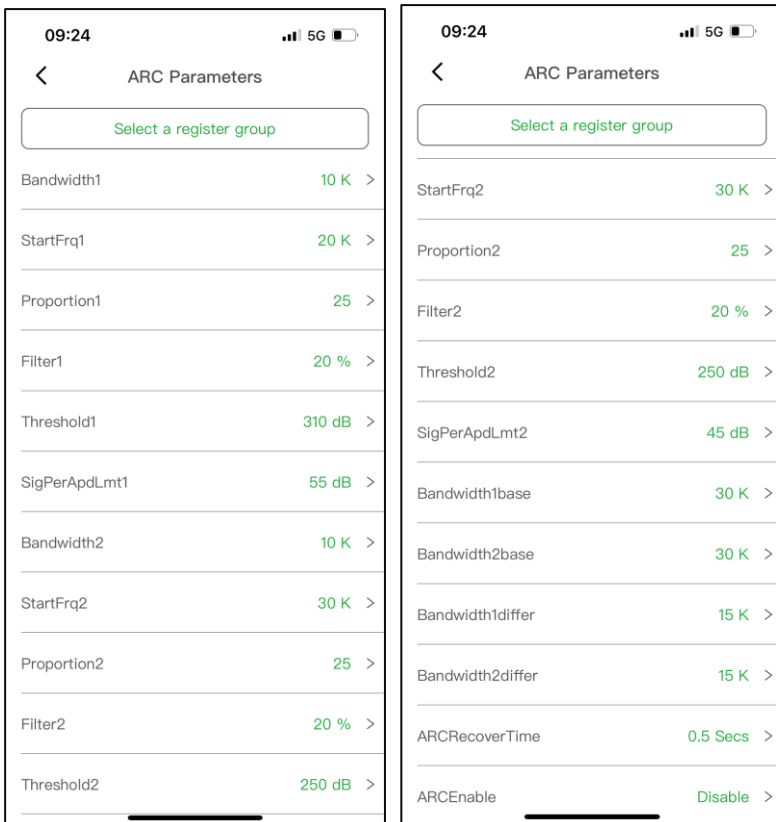 09:24
5G
ARC Parameters
Select a register group
Bandwidth1 10 K >
StartFrq1 20 K >
Proportion1 25 >
Filter1 20 % >
Threshold1 310 dB >
SigPerApdLmt1 55 dB >
Bandwidth2 10 K >
StartFrq2 30 K >
Proportion2 25 >
Filter2 20 % >
Threshold2 250 dB >
09:24
5G
ARC Parameters
Select a register group
StartFrq2 30 K >
Proportion2 25 >
Filter2 20 % >
Threshold2 250 dB >
SigPerApdLmt2 45 dB >
Bandwidth1base 30 K >
Bandwidth2base 30 K >
Bandwidth1differ 15 K >
Bandwidth2differ 15 K >
ARCRecoverTime 0.5 Secs >
ARCEnable Disable >